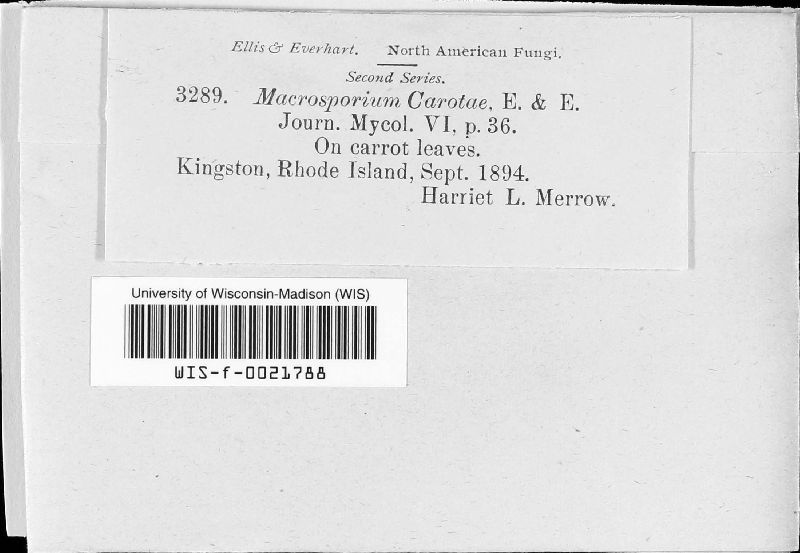 Ellis & Everhart. North American Fungi.
Second Series.
3289. Macrosporium Carotae, E. & E.
Journ. Mycol. VI, p. 36.
On carrot leaves.
Kingston, Rhode Island, Sept. 1894.
Harriet L. Merrow.
University of Wisconsin-Madison (WIS)
WIS-f-0021788